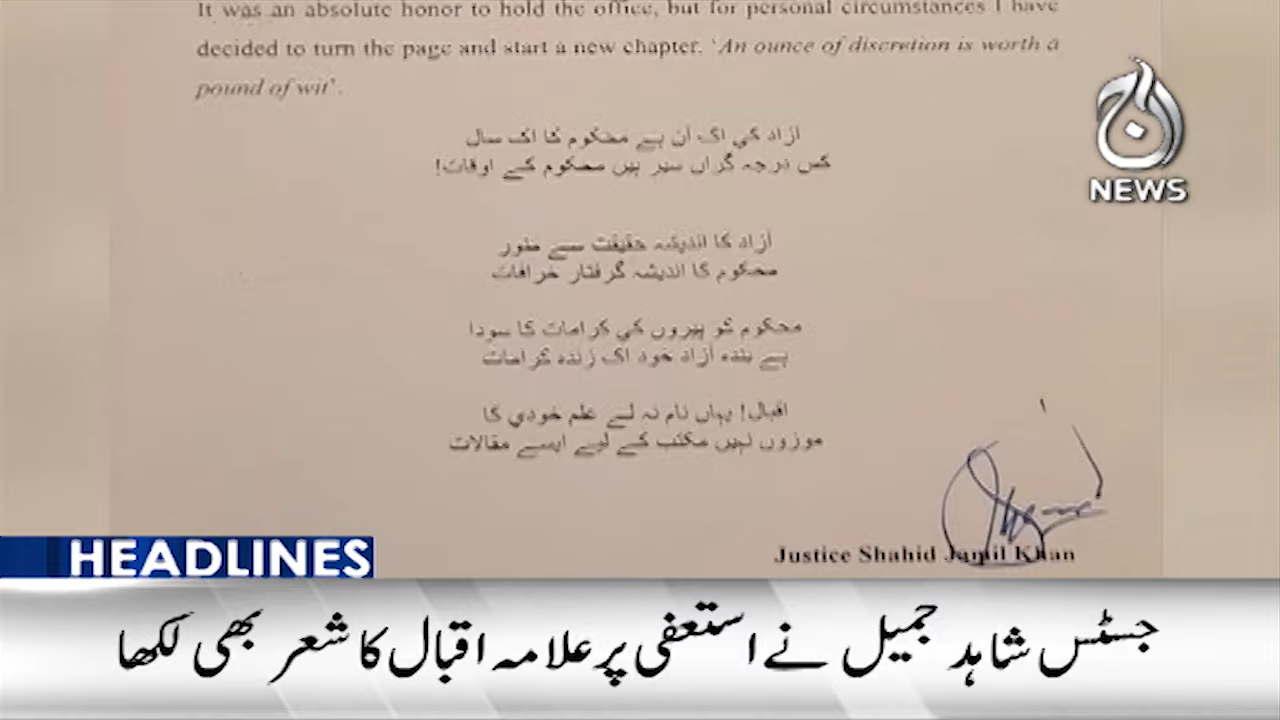 It was an absolute honor to hold the office, but for personal circumstances I have
decided to turn the page and start a new chapter. 'An ounce of discretion is worth a
pound of wit'.
آزاد کی اک آن ہے محکوم کا اک سال
کس درجہ گراں سیر ہیں محکوم کے اوقات!
آزاد کا اندیشہ حقیقت سے منور
محکوم کا اندیشہ گرفتار خرافات
محکوم کو پیروں کی کرامات کا سودا
ہے بندہ آزاد خود اک زندہ کرامات
اقبال! یہاں نام نہ لے علم خودی کا
موزوں نہیں مکتب کے لیے ایسے مقالات
Justice Shahid Jamil Khan
آج
NEWS
HEADLINES
جسٹس شاہد جمیل نے استعفی پر علامہ اقبال کا شعر بھی لکھا